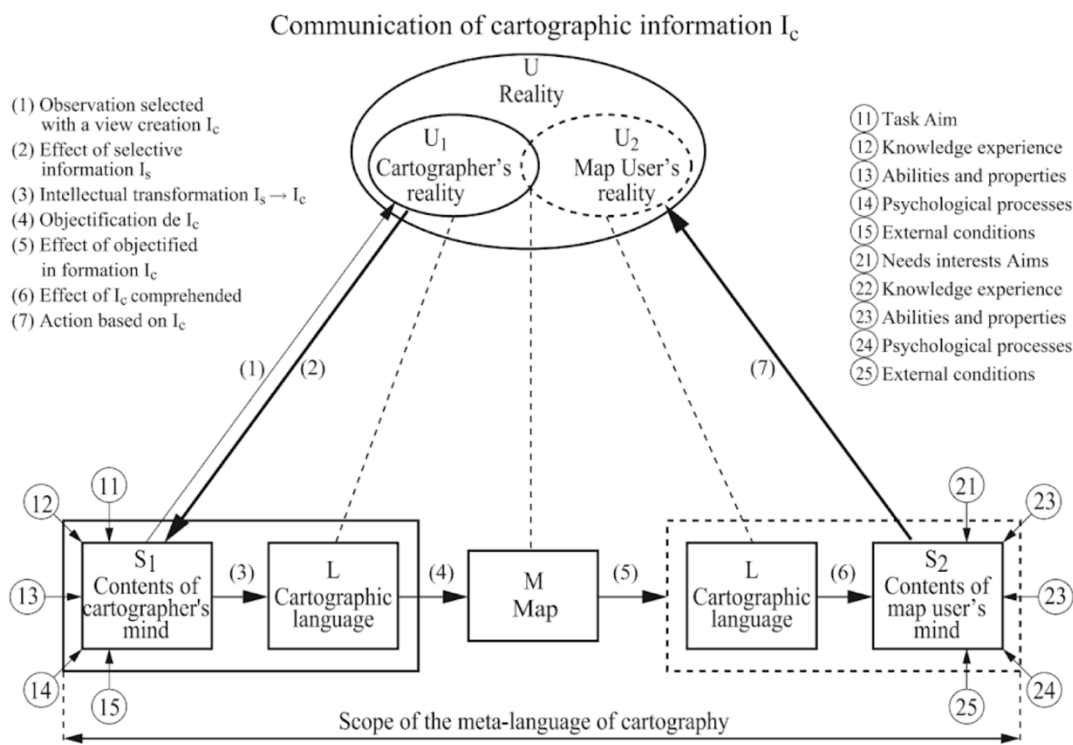 Communication of cartographic information Ic
U
Reality
U1
Cartographer's
reality
U2
Map User's
reality
(1) Observation selected
with a view creation Ic
(2) Effect of selective
information Is
(3) Intellectual transformation Is → Ic
(4) Objectification de Ic
(5) Effect of objectified
in formation Ic
(6) Effect of Ic comprehended
(7) Action based on Ic
11 Task Aim
12 Knowledge experience
13 Abilities and properties
14 Psychological processes
15 External conditions
21 Needs interests Aims
22 Knowledge experience
23 Abilities and properties
24 Psychological processes
25 External conditions
(1)
(2)
(7)
12
11
13
14
15
S1
Contents of
cartographer's
mind
(3)
L
Cartographic
language
(4)
M
Map
(5)
L
Cartographic
language
(6)
S2
Contents of
map user's
mind
21
23
23
24
25
Scope of the meta-language of cartography